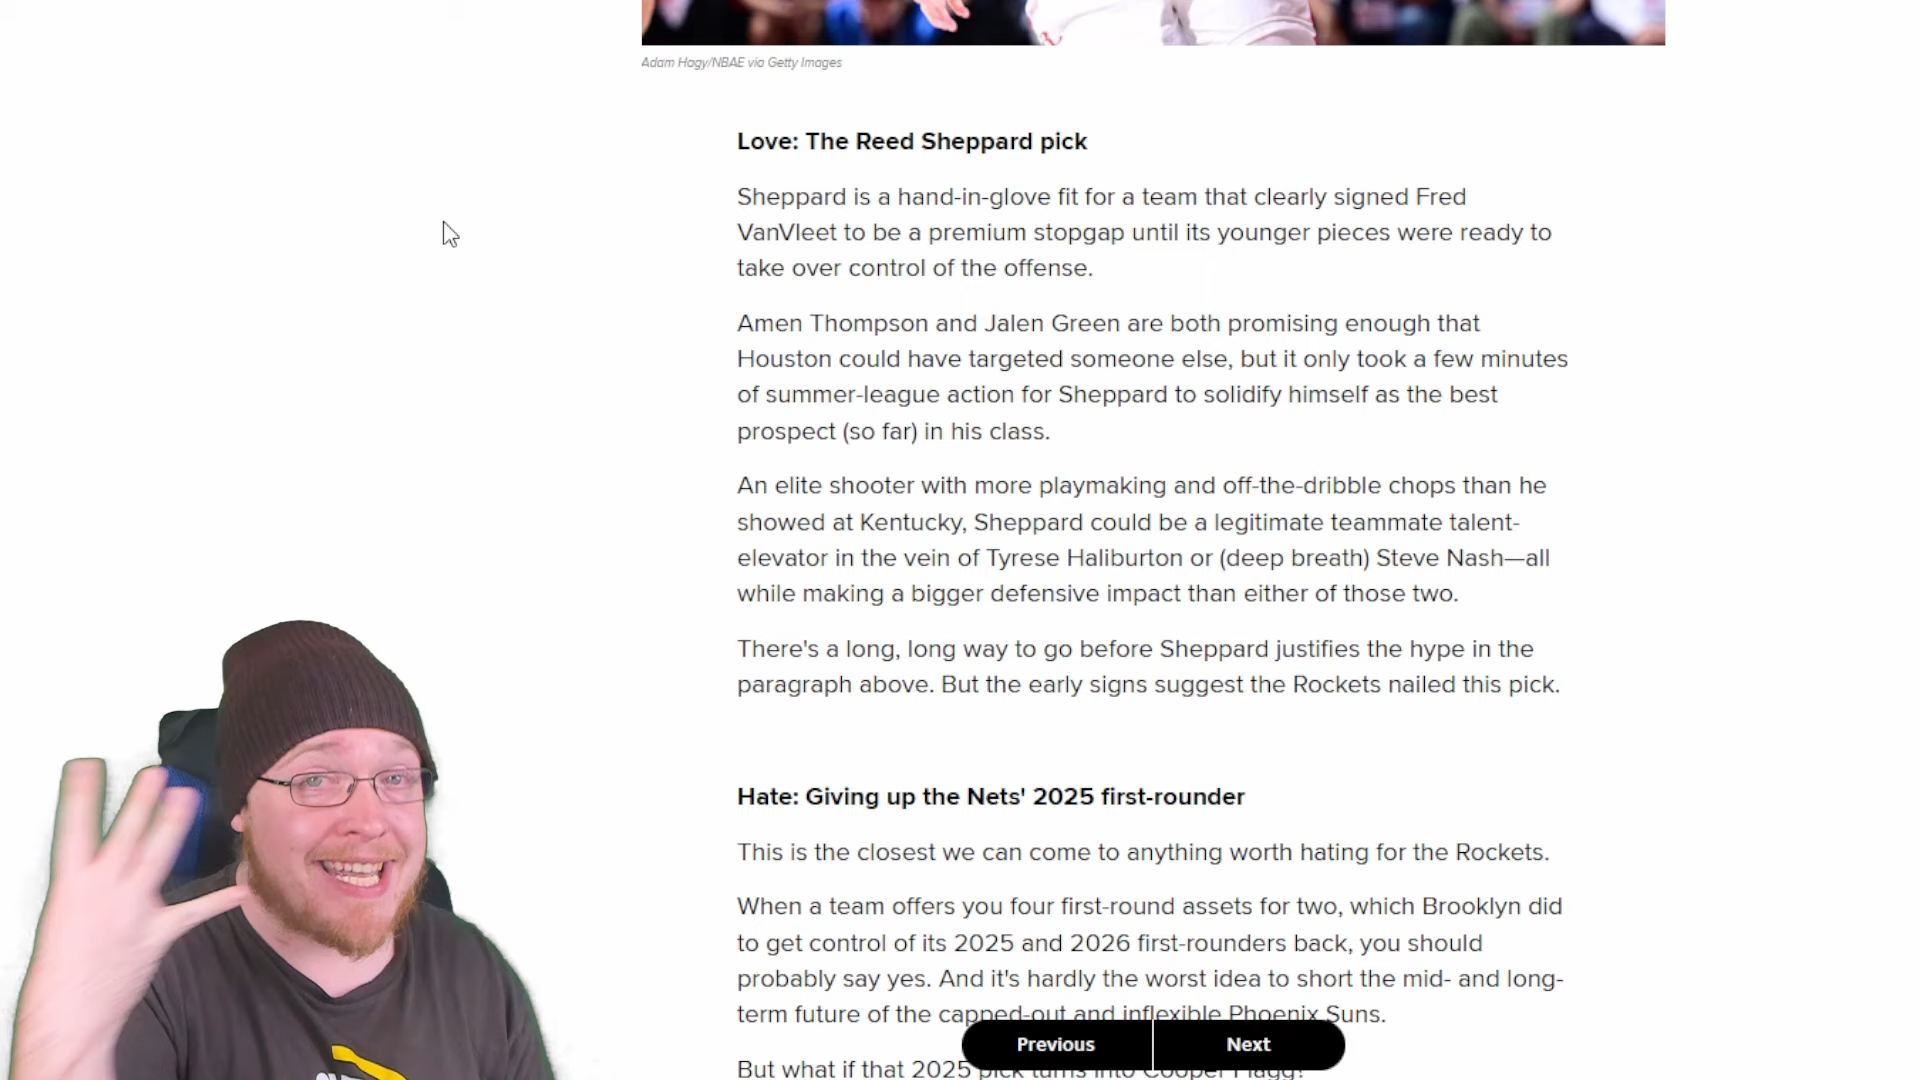 Adam Hagy/NBAE via Getty Images
Love: The Reed Sheppard pick
Sheppard is a hand-in-glove fit for a team that clearly signed Fred
VanVleet to be a premium stopgap until its younger pieces were ready to
take over control of the offense.
Amen Thompson and Jalen Green are both promising enough that
Houston could have targeted someone else, but it only took a few minutes
of summer-league action for Sheppard to solidify himself as the best
prospect (so far) in his class.
An elite shooter with more playmaking and off-the-dribble chops than he
showed at Kentucky, Sheppard could be a legitimate teammate talent-
elevator in the vein of Tyrese Haliburton or (deep breath) Steve Nash—all
while making a bigger defensive impact than either of those two.
There's a long, long way to go before Sheppard justifies the hype in the
paragraph above. But the early signs suggest the Rockets nailed this pick.
Hate: Giving up the Nets' 2025 first-rounder
This is the closest we can come to anything worth hating for the Rockets.
When a team offers you four first-round assets for two, which Brooklyn did
to get control of its 2025 and 2026 first-rounders back, you should
probably say yes. And it's hardly the worst idea to short the mid- and long-
term future of the capped-out and inflexible Phoenix Suns.
Previous Next
But what if that 2025 pick turns into Cooper Flagg?